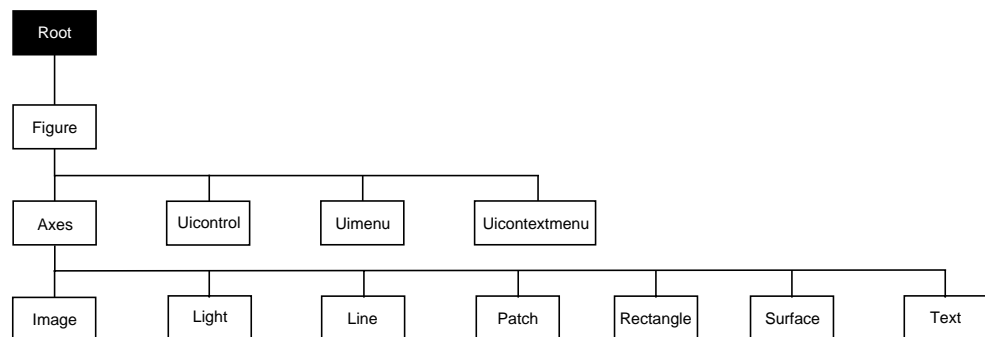 Root
Figure
Axes
Uicontrol
Uimenu
Uicontextmenu
Image
Light
Line
Patch
Rectangle
Surface
Text